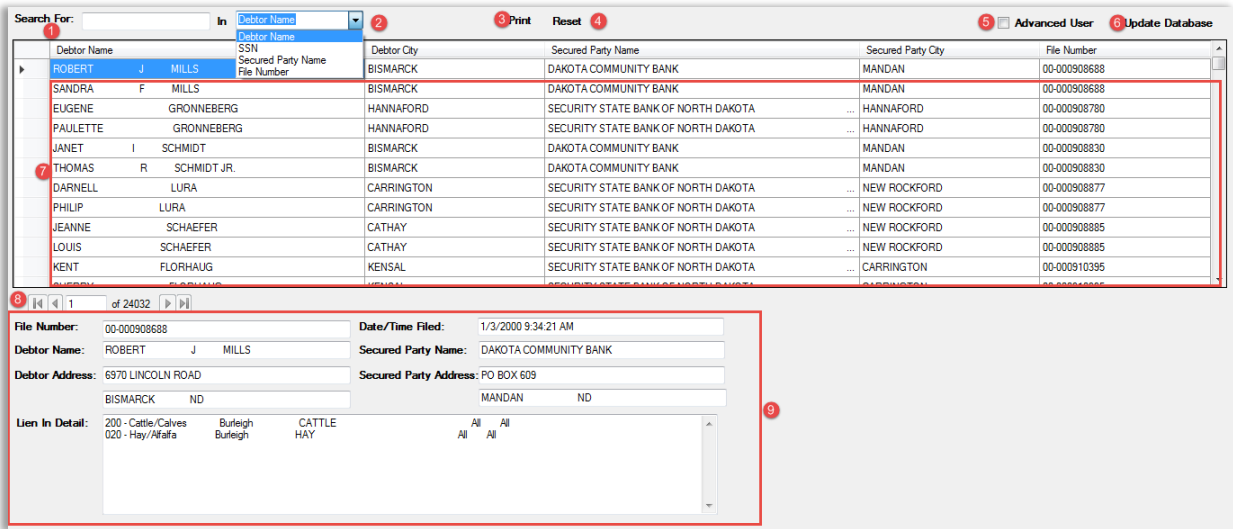 Search For: In Debtor Name 2 3 Print Reset 4 5 Advanced User 6 Update Database
1 Debtor Name
SSN
Secured Party Name
File Number
Debtor Name Debtor City Secured Party Name Secured Party City File Number
ROBERT J MILLS BISMARCK DAKOTA COMMUNITY BANK MANDAN 00-000908688
SANDRA F MILLS BISMARCK DAKOTA COMMUNITY BANK MANDAN 00-000908688
EUGENE GRONNEBERG HANNAFORD SECURITY STATE BANK OF NORTH DAKOTA ... HANNAFORD 00-000908780
PAULETTE GRONNEBERG HANNAFORD SECURITY STATE BANK OF NORTH DAKOTA ... HANNAFORD 00-000908780
JANET I SCHMIDT BISMARCK DAKOTA COMMUNITY BANK MANDAN 00-000908830
7 THOMAS R SCHMIDT JR. BISMARCK DAKOTA COMMUNITY BANK MANDAN 00-000908830
DARNELL LURA CARRINGTON SECURITY STATE BANK OF NORTH DAKOTA ... NEW ROCKFORD 00-000908877
PHILIP LURA CARRINGTON SECURITY STATE BANK OF NORTH DAKOTA ... NEW ROCKFORD 00-000908877
JEANNE SCHAEFER CATHAY SECURITY STATE BANK OF NORTH DAKOTA ... NEW ROCKFORD 00-000908885
LOUIS SCHAEFER CATHAY SECURITY STATE BANK OF NORTH DAKOTA ... NEW ROCKFORD 00-000908885
KENT FLORHAUG KENSAL SECURITY STATE BANK OF NORTH DAKOTA ... CARRINGTON 00-000910395
8 1 of 24032
File Number: 00-000908688 Date/Time Filed: 1/3/2000 9:34:21 AM
Debtor Name: ROBERT J MILLS Secured Party Name: DAKOTA COMMUNITY BANK
Debtor Address: 6970 LINCOLN ROAD Secured Party Address: PO BOX 609
BISMARCK ND MANDAN ND
9
Lien In Detail: 200 - Cattle/Calves Burleigh CATTLE All All
020 - Hay/Alfalfa Burleigh HAY All All